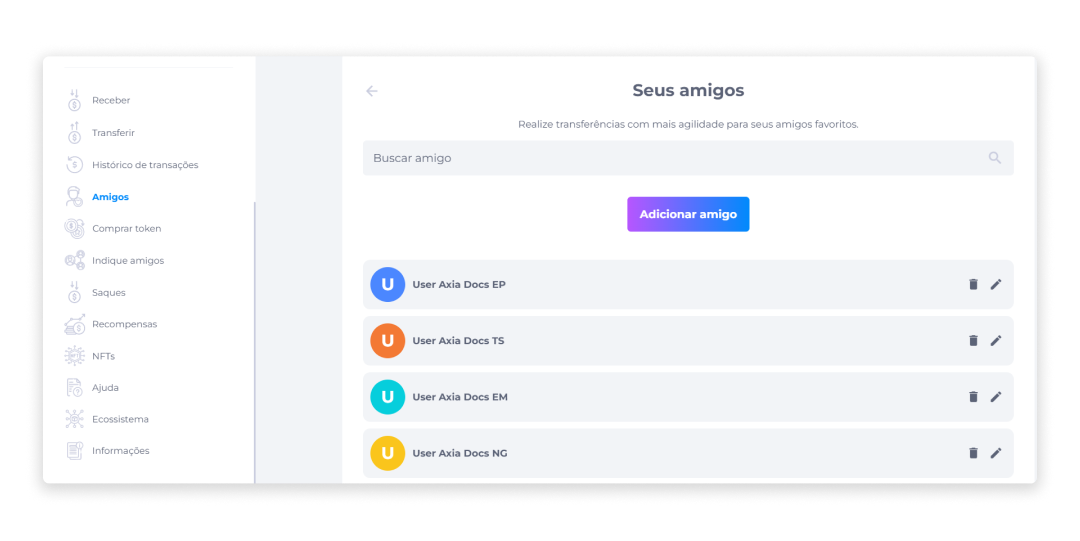 Receber
Transferir
Histórico de transações
Amigos
Comprar token
Indique amigos
Saques
Recompensas
NFTs
Ajuda
Ecossistema
Informações
Seus amigos
Realize transferências com mais agilidade para seus amigos favoritos.
Buscar amigo
Adicionar amigo
U User Axia Docs EP
U User Axia Docs TS
U User Axia Docs EM
U User Axia Docs NG